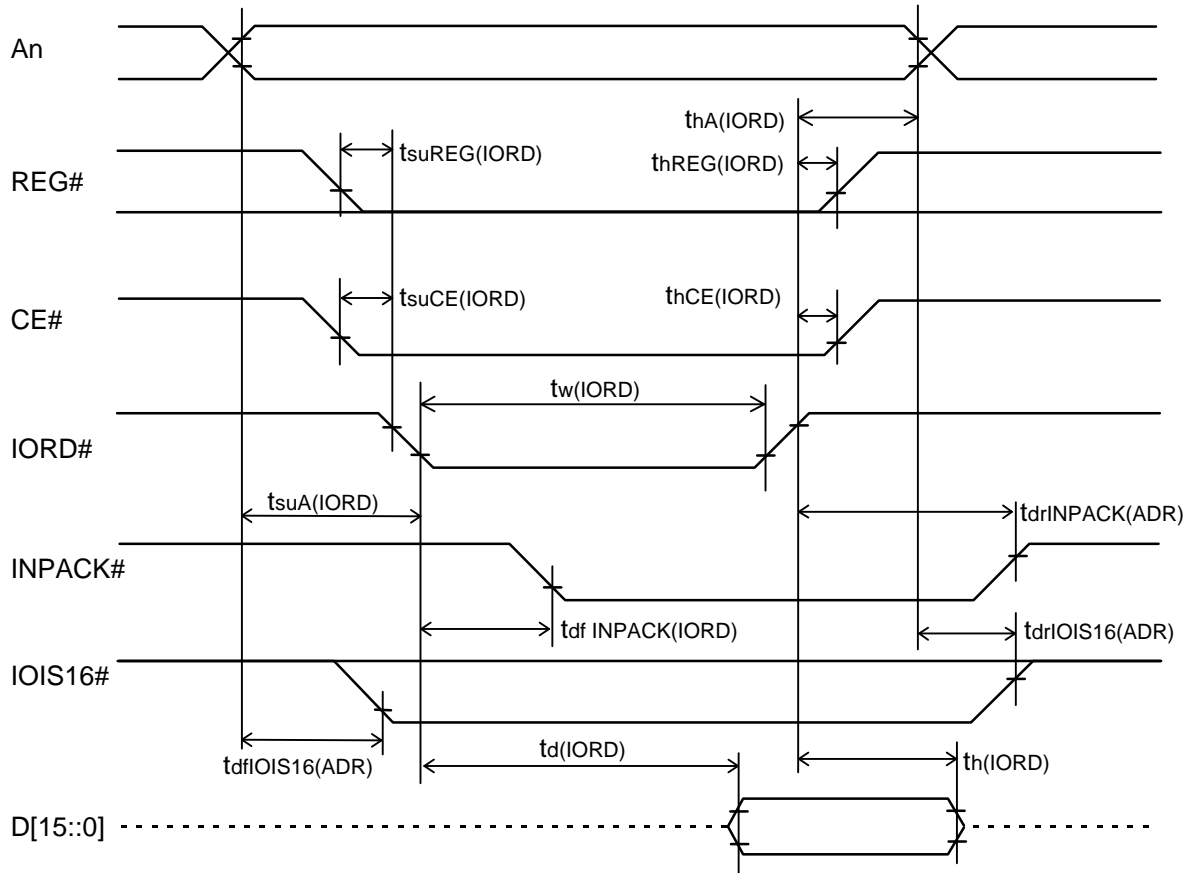 An
thA(IORD)
tsuREG(IORD)
thREG(IORD)
REG#
tsuCE(IORD)
thCE(IORD)
CE#
tw(IORD)
IORD#
tsuA(IORD)
tdrINPACK(ADR)
INPACK#
tdf INPACK(IORD)
tdrIOIS16(ADR)
IOIS16#
td(IORD)
th(IORD)
tdfIOIS16(ADR)
D[15::0]